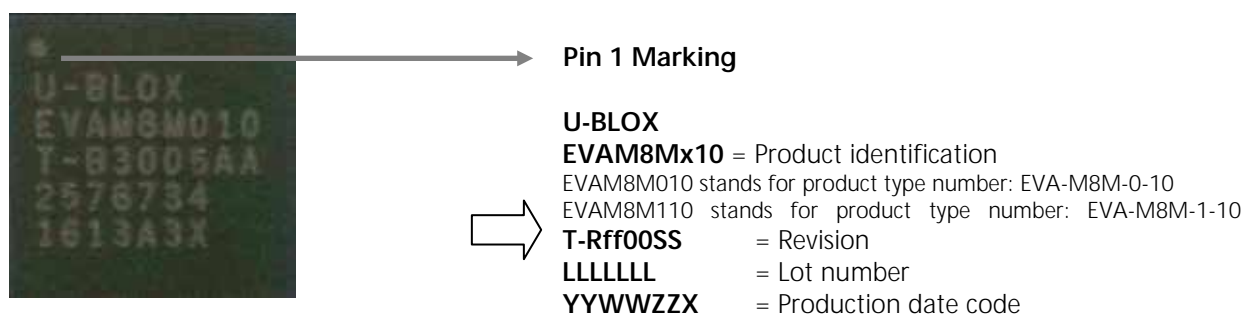 U-BLOX
EVAM8M010
T-B3005AA
2576734
1613A3X
Pin 1 Marking
U-BLOX
EVAM8Mx10 = Product identification
EVAM8M010 stands for product type number: EVA-M8M-0-10
EVAM8M110 stands for product type number: EVA-M8M-1-10
T-Rff00SS = Revision
LLLLLLL = Lot number
YYWWZZX = Production date code